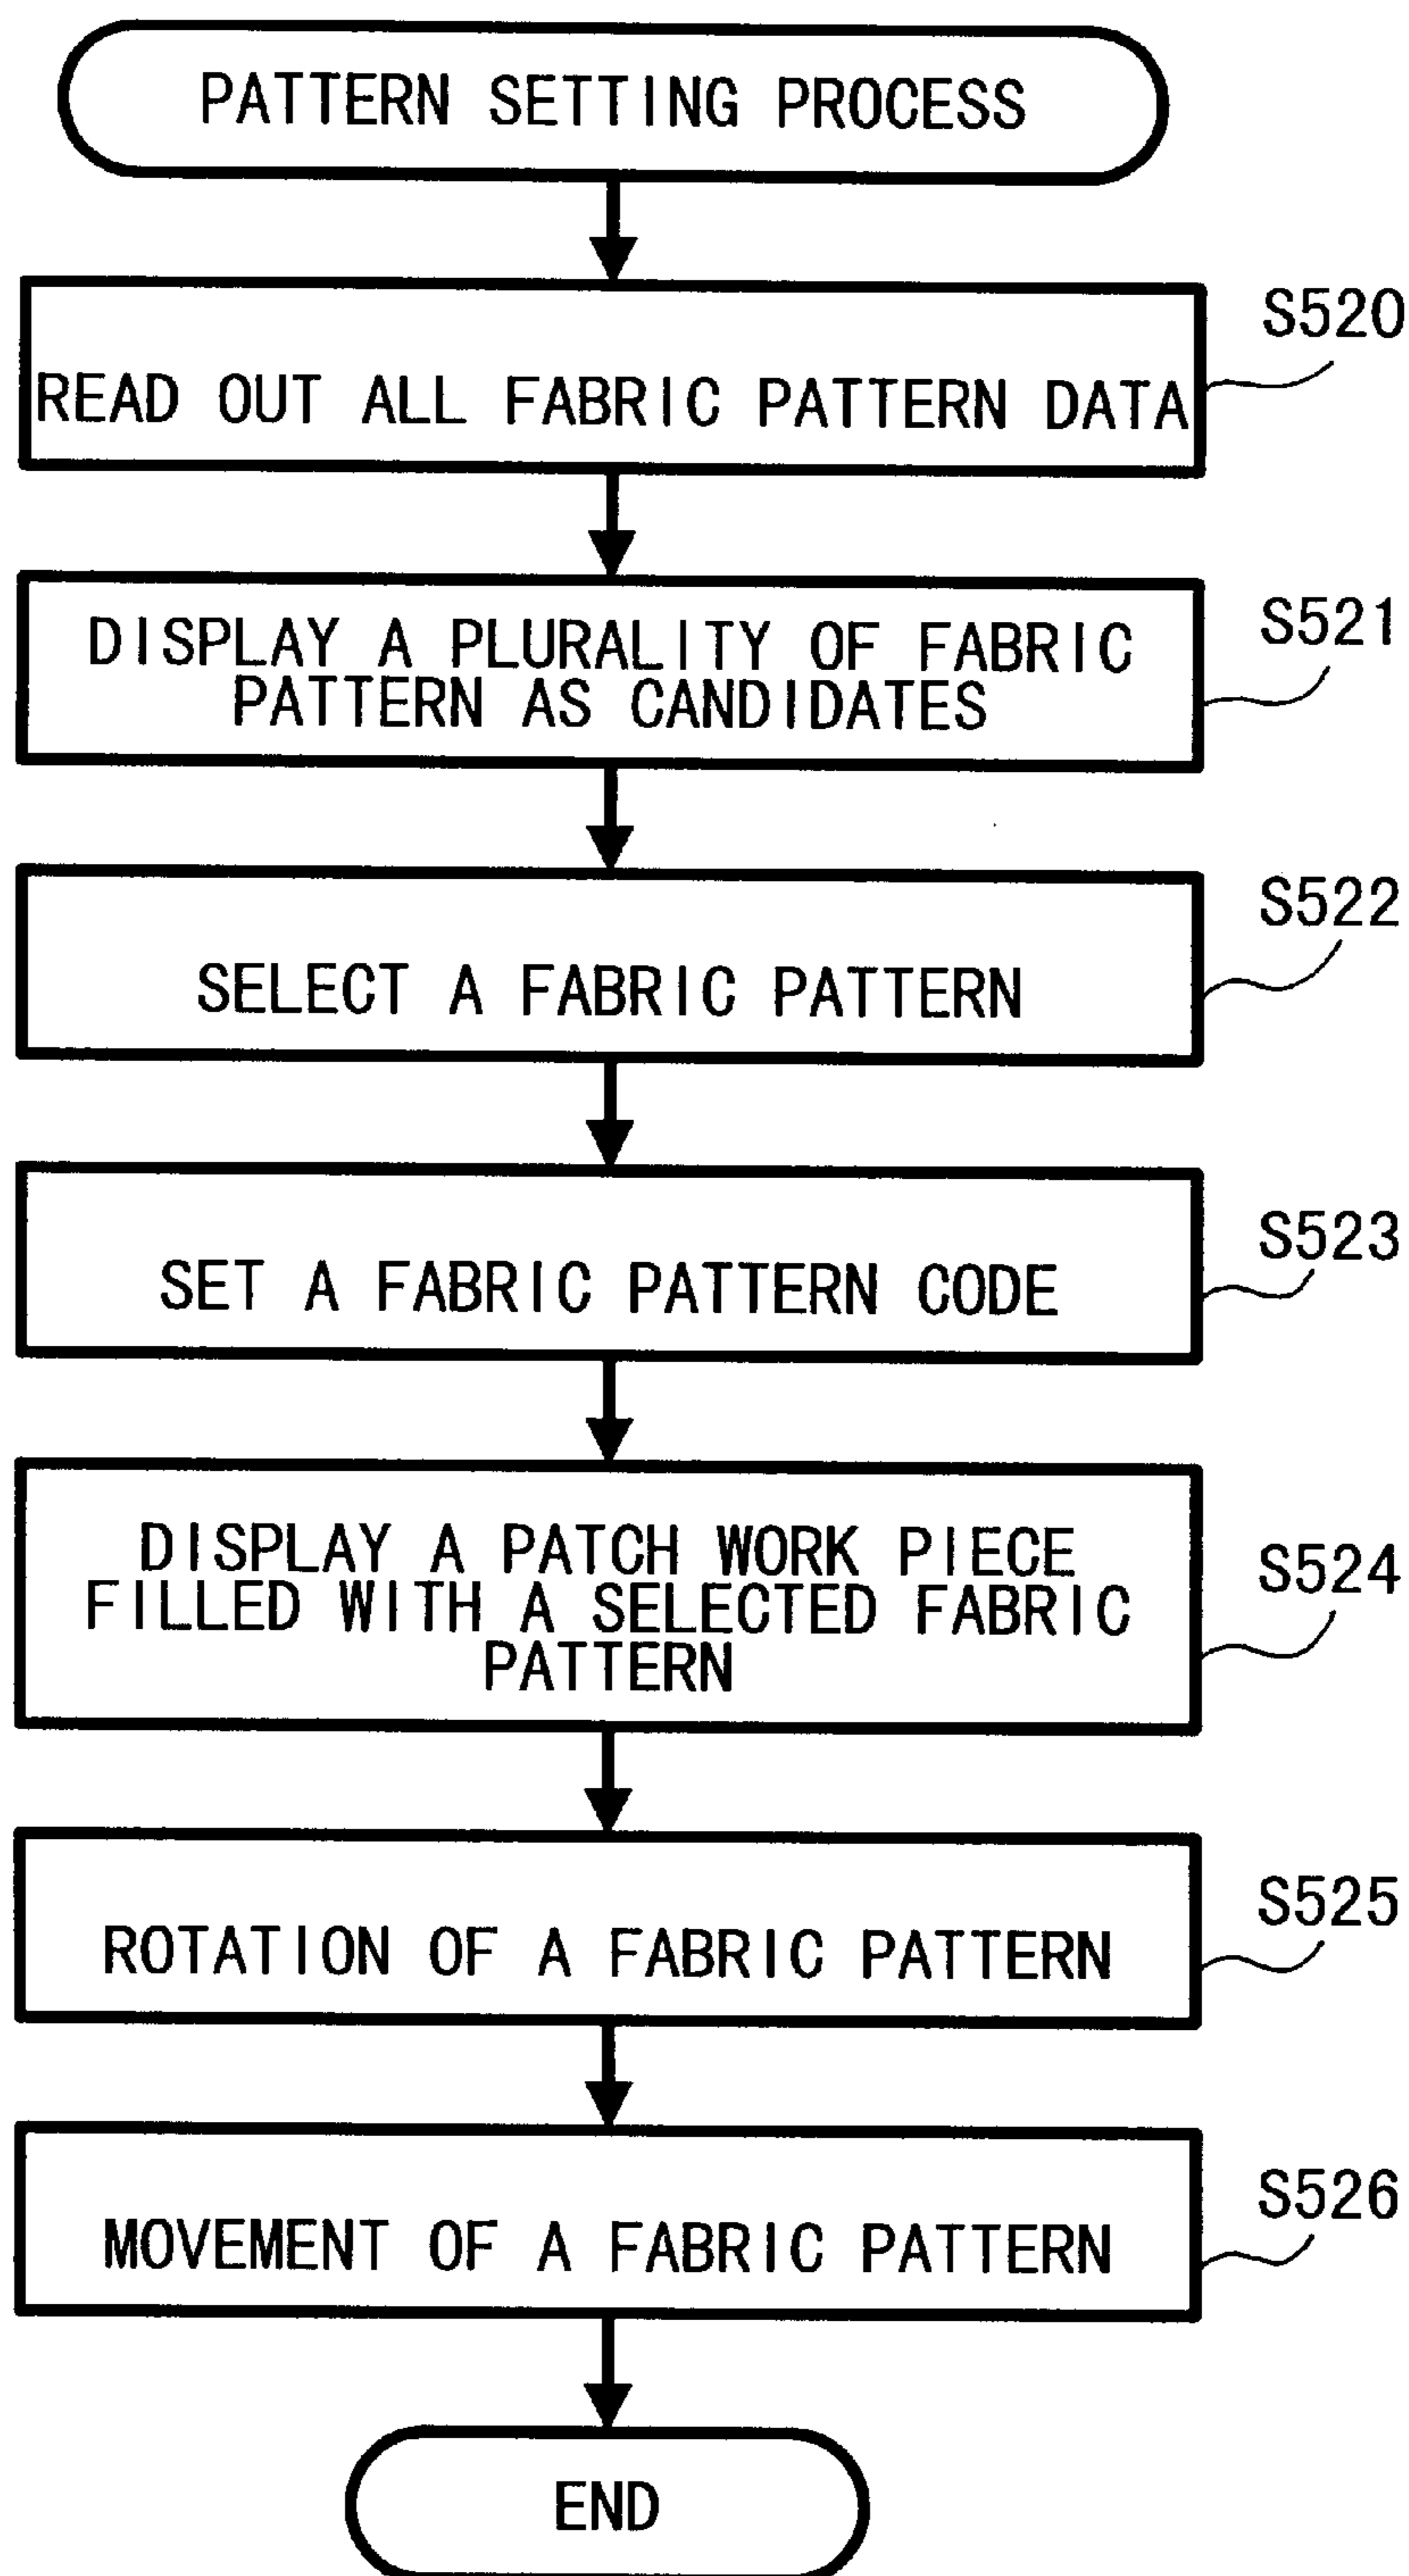 PATTERN SETTING PROCESS
S520
READ OUT ALL FABRIC PATTERN DATA
S521
DISPLAY A PLURALITY OF FABRIC
PATTERN AS CANDIDATES
S522
SELECT A FABRIC PATTERN
S523
SET A FABRIC PATTERN CODE
S524
DISPLAY A PATCH WORK PIECE
FILLED WITH A SELECTED FABRIC
PATTERN
S525
ROTATION OF A FABRIC PATTERN
S526
MOVEMENT OF A FABRIC PATTERN
END